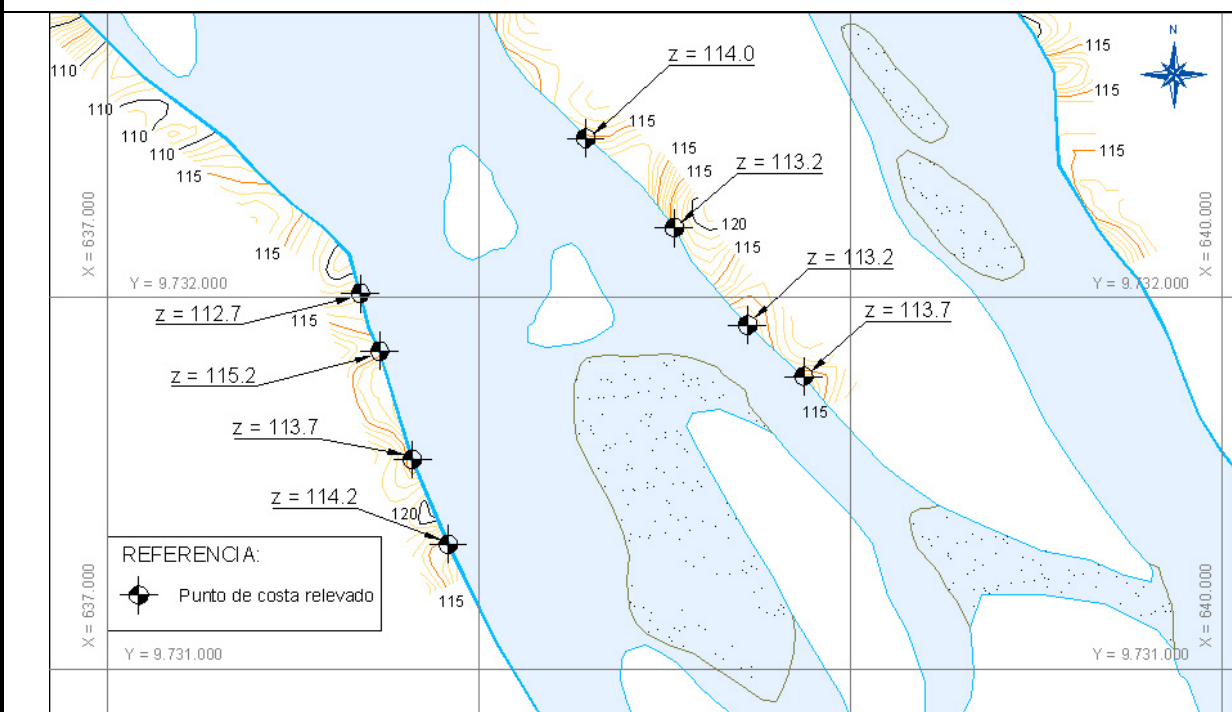 N
z = 114.0
115
110
115
110
115
110
115
110
115
115
z = 113.2
115
115
120
X = 637.000
X = 640.000
115
115
z = 113.2
Y = 9.732.000
Y = 9.732.000
z = 112.7
115
z = 113.7
z = 115.2
115
z = 113.7
z = 114.2
120
REFERENCIA:
Punto de costa relevado
115
X = 637.000
X = 640.000
Y = 9.731.000
Y = 9.731.000